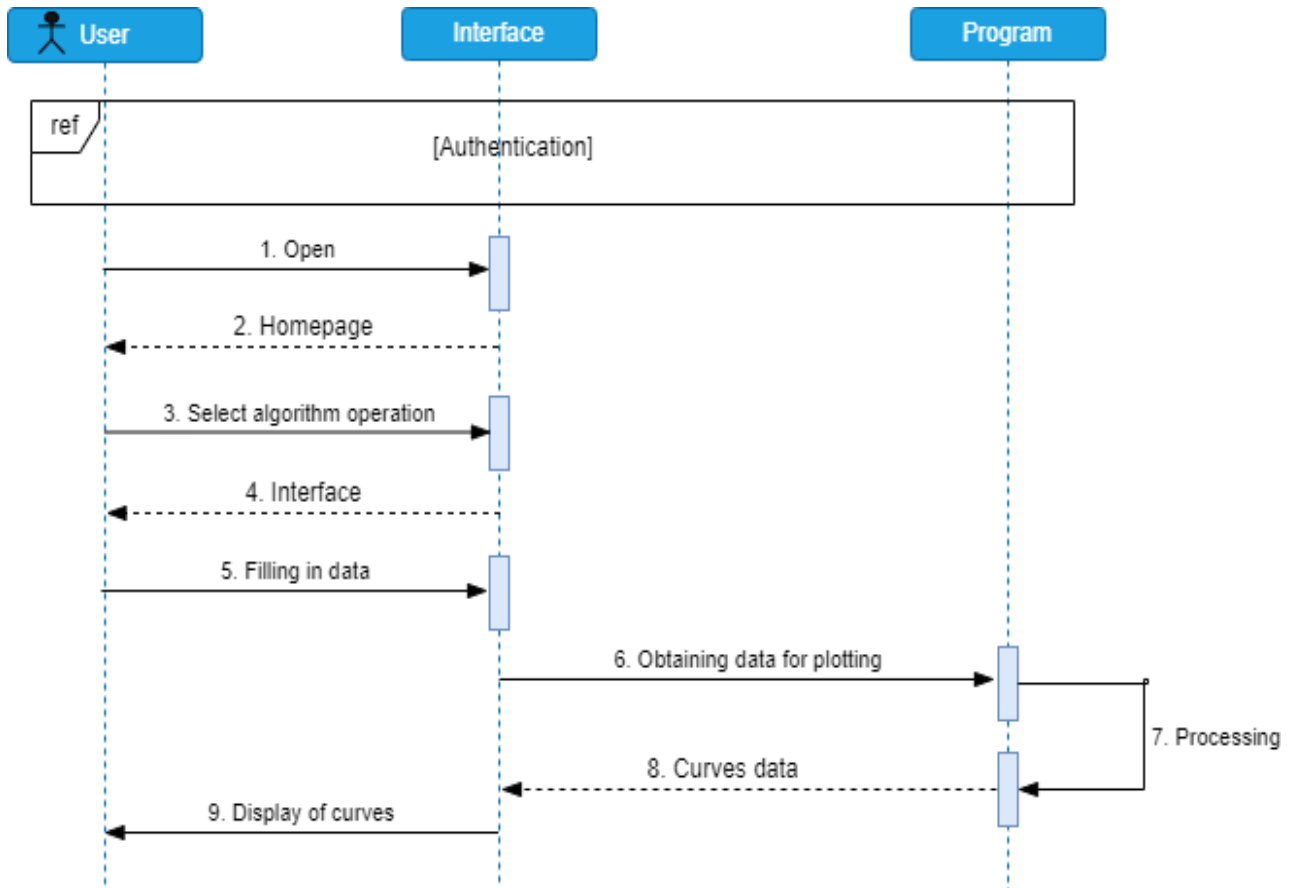 User
Interface
Program
ref
[Authentication]
1. Open
2. Homepage
3. Select algorithm operation
4. Interface
5. Filling in data
6. Obtaining data for plotting
7. Processing
8. Curves data
9. Display of curves